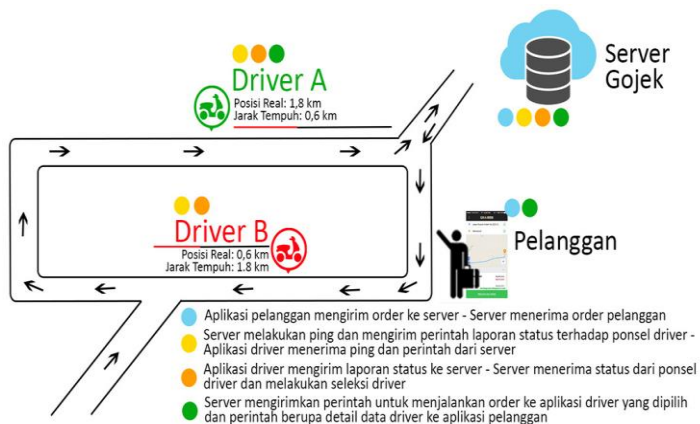 Server
Gojek
Driver A
Posisi Real: 1,8 km
Jarak Tempuh: 0,6 km
Driver B
Posisi Real: 0,6 km
Jarak Tempuh: 1.8 km
Pelanggan
Aplikasi pelanggan mengirim order ke server - Server menerima order pelanggan
Server melakukan ping dan mengirim perintah laporan status terhadap ponsel driver -
Aplikasi driver menerima ping dan perintah dari server
Aplikasi driver mengirim laporan status ke server - Server menerima status dari ponsel
driver dan melakukan seleksi driver
Server mengirimkan perintah untuk menjalankan order ke aplikasi driver yang dipilih
dan perintah berupa detail data driver ke aplikasi pelanggan